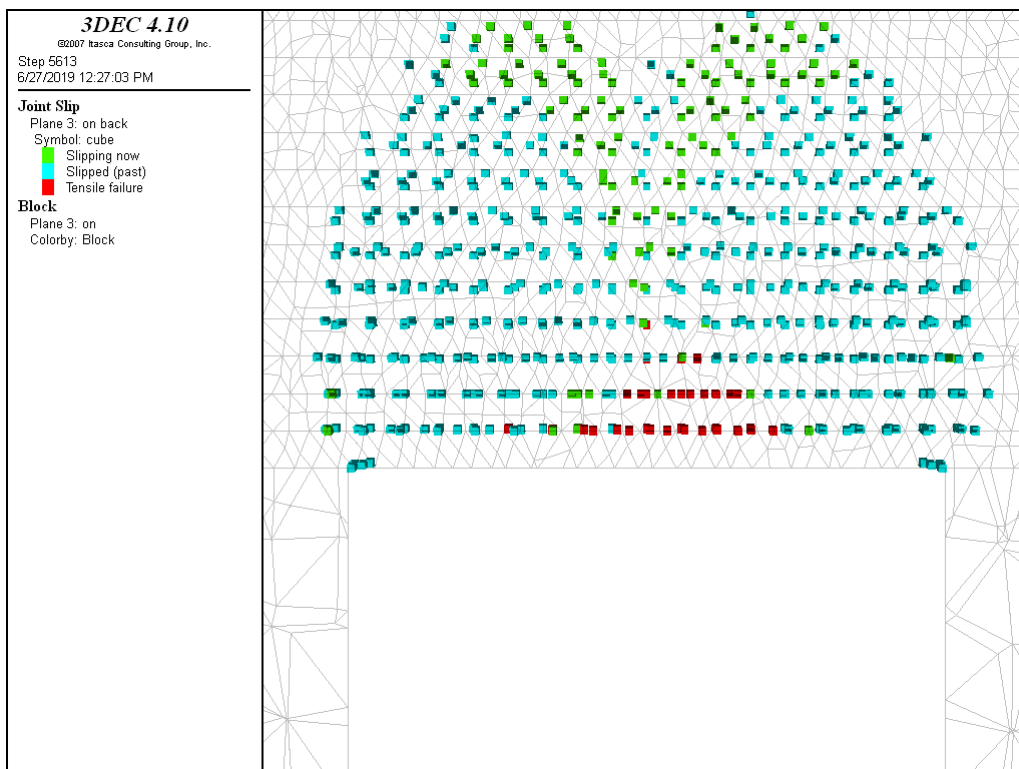 3DEC 4.10
©2007 Itasca Consulting Group, Inc.
Step 5613
6/27/2019 12:27:03 PM
Joint Slip
Plane 3: on back
Symbol: cube
Slipping now
Slipped (past)
Tensile failure
Block
Plane 3: on
Colorby: Block